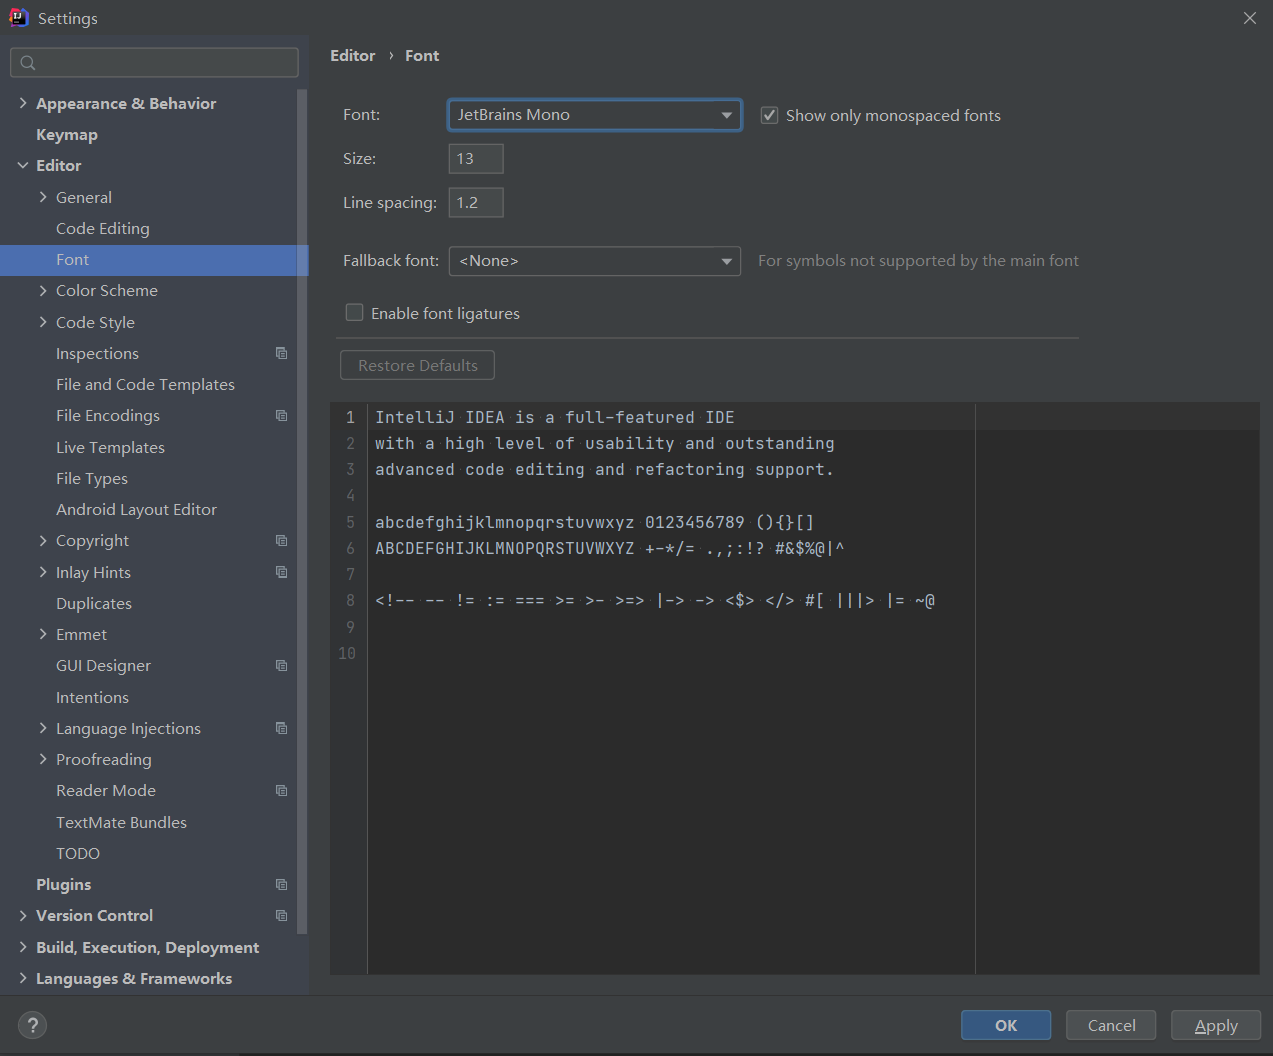 Settings
Appearance & Behavior
Keymap
Editor
General
Code Editing
Font
Color Scheme
Code Style
Inspections
File and Code Templates
File Encodings
Live Templates
File Types
Android Layout Editor
Copyright
Inlay Hints
Duplicates
Emmet
GUI Designer
Intentions
Language Injections
Proofreading
Reader Mode
TextMate Bundles
TODO
Plugins
Version Control
Build, Execution, Deployment
Languages & Frameworks
Editor › Font
Font: JetBrains Mono Show only monospaced fonts
Size: 13
Line spacing: 1.2
Fallback font: <None> For symbols not supported by the main font
Enable font ligatures
Restore Defaults
1 IntelliJ IDEA is a full-featured IDE
2 with a high level of usability and outstanding
3 advanced code editing and refactoring support.
4
5 abcdefghijklmnopqrstuvwxyz 0123456789 (){}[]
6 ABCDEFGHIJKLMNOPQRSTUVWXYZ +-*/= .,;:!? #&$%@|^
7
8 <!-- -- != := === >= >- >=> |-> -> <$> </> #[ |||> |= ~@
9
10
? OK Cancel Apply